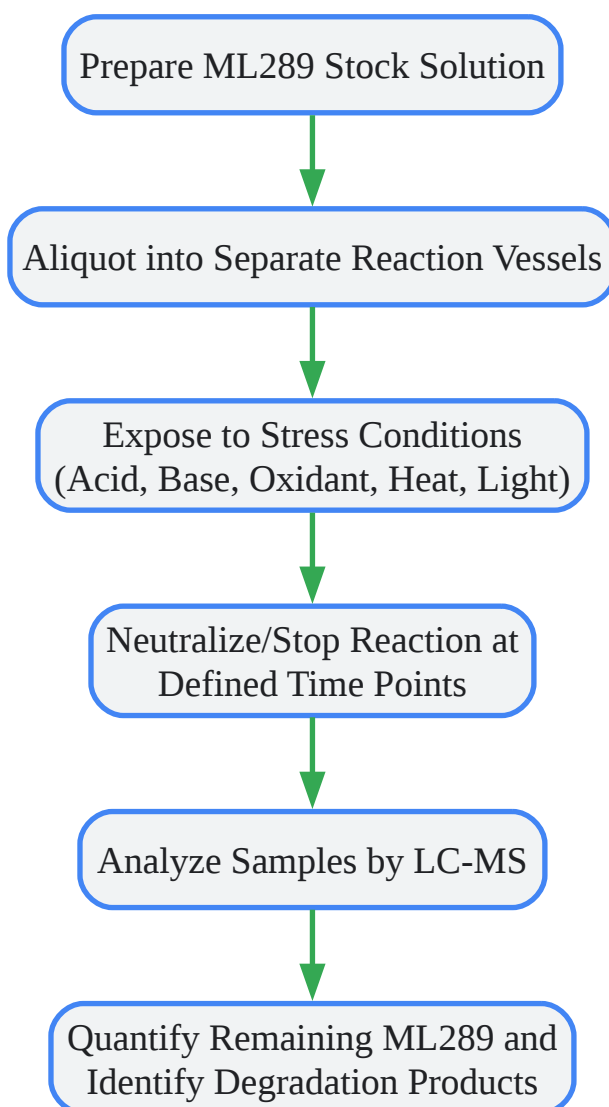 Prepare ML289 Stock Solution
Aliquot into Separate Reaction Vessels
Expose to Stress Conditions
(Acid, Base, Oxidant, Heat, Light)
Neutralize/Stop Reaction at
Defined Time Points
Analyze Samples by LC-MS
Quantify Remaining ML289 and
Identify Degradation Products